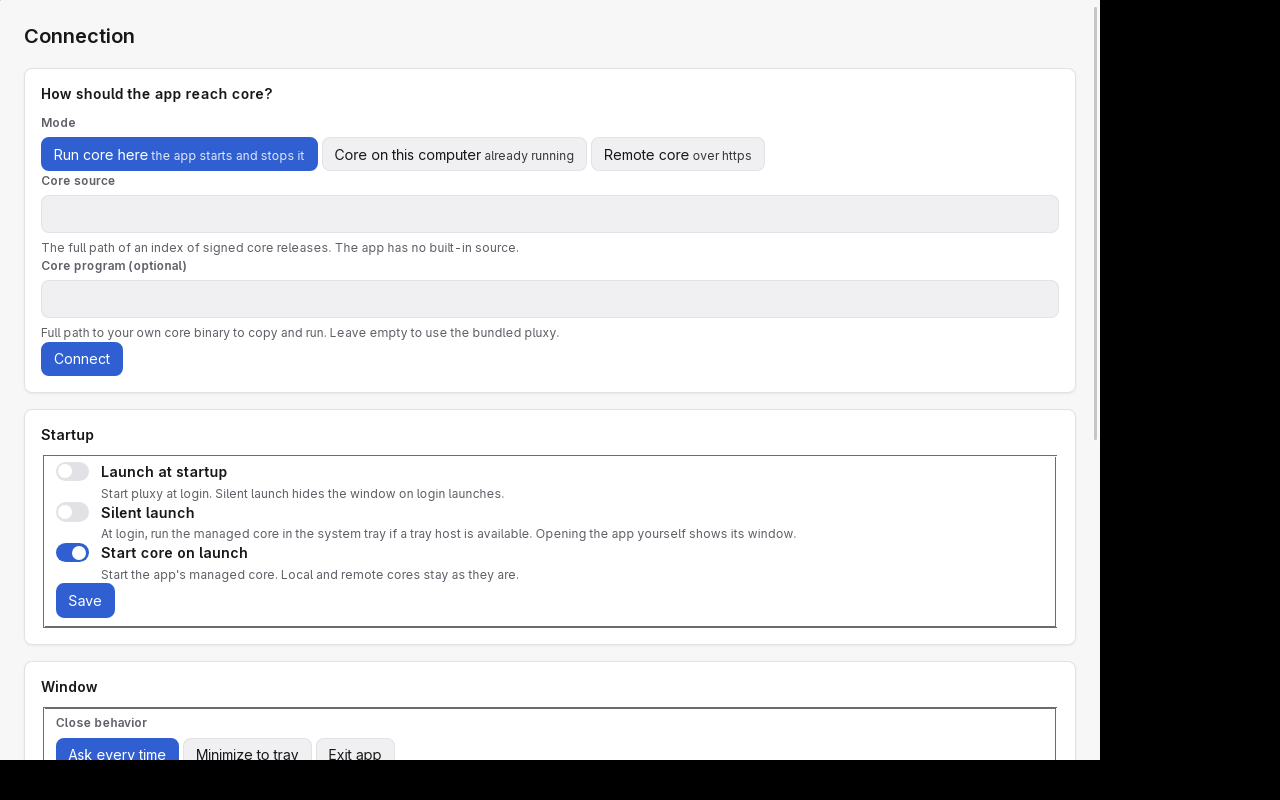 Connection
How should the app reach core?
Mode
Run core here the app starts and stops it
Core on this computer already running
Remote core over https
Core source
The full path of an index of signed core releases. The app has no built-in source.
Core program (optional)
Full path to your own core binary to copy and run. Leave empty to use the bundled pluxy.
Connect
Startup
Launch at startup
Start pluxy at login. Silent launch hides the window on login launches.
Silent launch
At login, run the managed core in the system tray if a tray host is available. Opening the app yourself shows its window.
Start core on launch
Start the app's managed core. Local and remote cores stay as they are.
Save
Window
Close behavior
Ask every time
Minimize to tray
Exit app